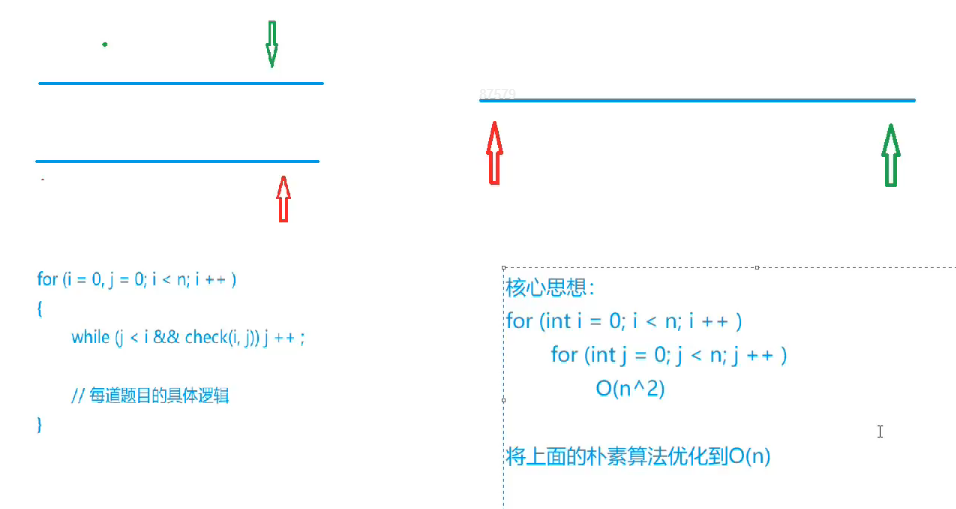 87579
for (i = 0, j = 0; i < n; i ++ )
{
while (j < i && check(i, j)) j ++ ;
// 每道题目的具体逻辑
}
核心思想：
for (int i = 0; i < n; i ++ )
for (int j = 0; j < n; j ++ )
O(n^2)
将上面的朴素算法优化到O(n)